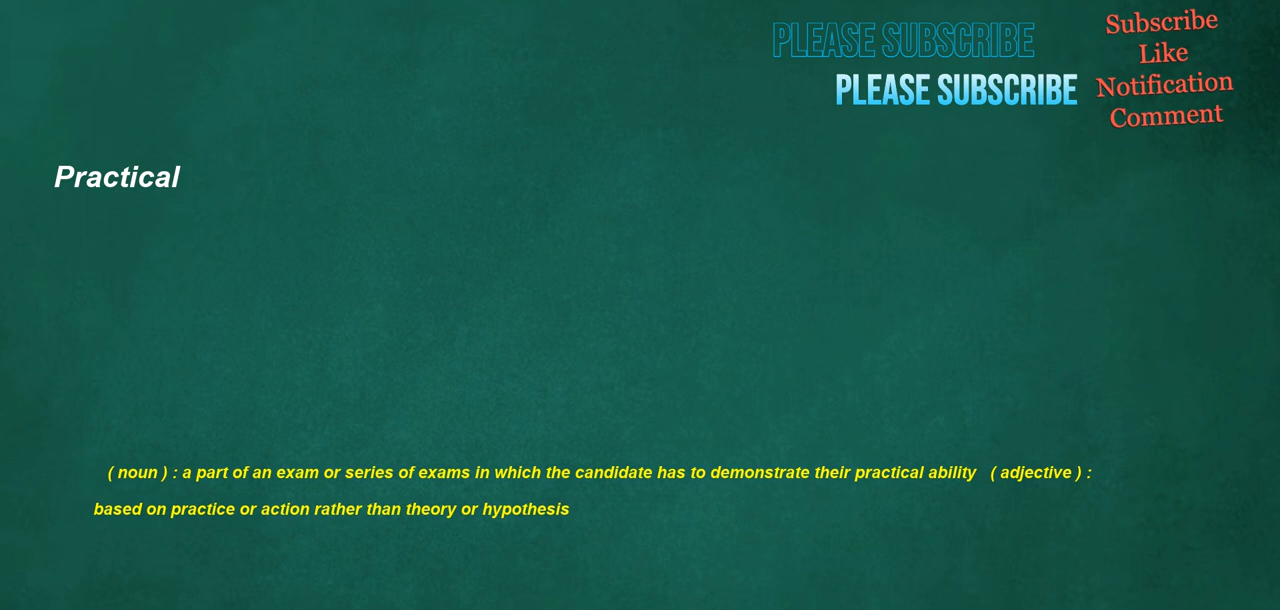 PLEASE SUBSCRIBE
PLEASE SUBSCRIBE
Subscribe
Like
Notification
Comment
Practical
( noun ) : a part of an exam or series of exams in which the candidate has to demonstrate their practical ability ( adjective ) :
based on practice or action rather than theory or hypothesis